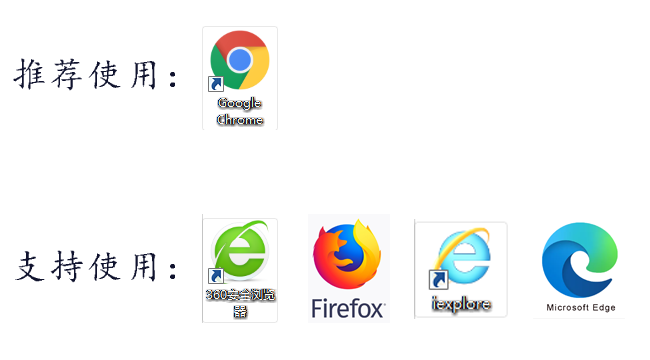 推荐使用：
Google
Chrome
支持使用：
360安全浏览
器
Firefox
iexplore
Microsoft Edge